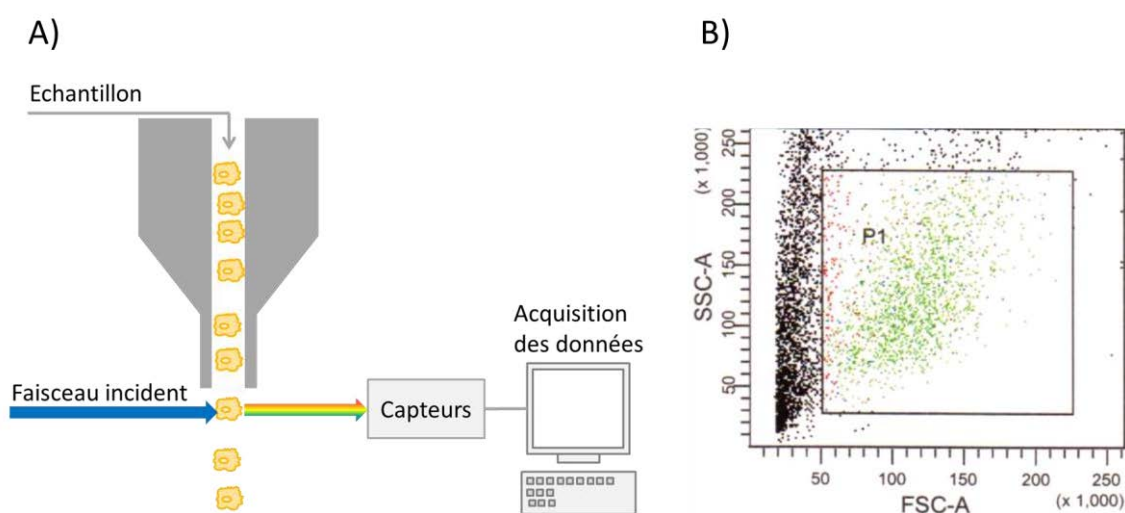 A)
Echantillon
Faisceau incident
Capteurs
Acquisition
des données
B)
(x 1,000)
250
200
150
100
50
SSC-A
P1
50
100
150
200
250
FSC-A
(x 1,000)